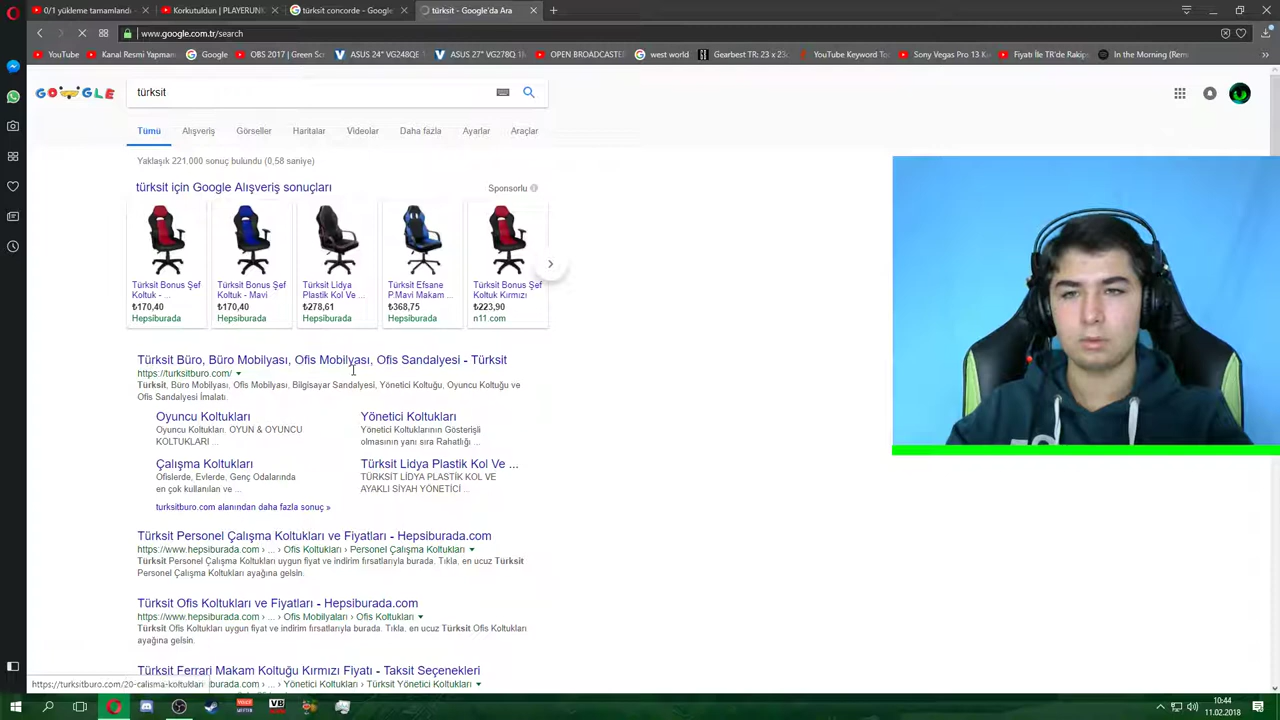 0/1 yükleme tamamlandı -
Korkutuldun | PLAYERUNK
türksit concorde - Google'
türksit - Google'da Ara
www.google.com.tr/search
YouTube
Kanal Resmi Yapmanı
Google
OBS 2017 | Green Scr
ASUS 24" VG248QE 1
ASUS 27" VG278Q 1M
OPEN BROADCASTE
west world
Gearbest TR: 23 x 23c
YouTube Keyword Too
Sony Vegas Pro 13 Ka
Fiyatı İle TR'de Rakips
In the Morning (Rem
GOOGLE
türksit
Tümü
Alışveriş
Görseller
Haritalar
Videolar
Daha fazla
Ayarlar
Araçlar
Yaklaşık 221.000 sonuç bulundu (0,58 saniye)
türksit için Google Alışveriş sonuçları
Sponsorlu
Türksit Bonus Şef
Koltuk - ...
₺170,40
Hepsiburada
Türksit Bonus Şef
Koltuk - Mavi
₺170,40
Hepsiburada
Türksit Lidya
Plastik Kol Ve ...
₺278,61
Hepsiburada
Türksit Efsane
P.Mavi Makam ...
₺368,75
Hepsiburada
Türksit Bonus Şef
Koltuk Kırmızı
₺223,90
n11.com
Türksit Büro, Büro Mobilyası, Ofis Mobilyası, Ofis Sandalyesi - Türksit
https://turksitburo.com/
Türksit, Büro Mobilyası, Ofis Mobilyası, Bilgisayar Sandalyesi, Yönetici Koltuğu, Oyuncu Koltuğu ve
Ofis Sandalyesi İmalatı.
Oyuncu Koltukları
Oyuncu Koltukları. OYUN & OYUNCU
KOLTUKLARI ...
Yönetici Koltukları
Yönetici Koltuklarının Gösterişli
olmasının yanı sıra Rahatlığı ...
Çalışma Koltukları
Ofislerde, Evlerde, Genç Odalarında
en çok kullanılan ve ...
Türksit Lidya Plastik Kol Ve ...
TÜRKSİT LİDYA PLASTİK KOL VE
AYAKLI SİYAH YÖNETİCİ ...
turksitburo.com alanından daha fazla sonuç »
Türksit Personel Çalışma Koltukları ve Fiyatları - Hepsiburada.com
https://www.hepsiburada.com › ... › Ofis Koltukları › Personel Çalışma Koltukları
Türksit Personel Çalışma Koltukları uygun fiyat ve indirim fırsatlarıyla burada. Tıkla, en ucuz Türksit
Personel Çalışma Koltukları ayağına gelsin.
Türksit Ofis Koltukları ve Fiyatları - Hepsiburada.com
https://www.hepsiburada.com › ... › Ofis Mobilyaları › Ofis Koltukları
Türksit Ofis Koltukları uygun fiyat ve indirim fırsatlarıyla burada. Tıkla, en ucuz Türksit Ofis Koltukları
ayağına gelsin.
Türksit Ferrari Makam Koltuğu Kırmızı Fiyatı - Taksit Seçenekleri
https://turksitburo.com/20-calisma-koltuklari
burada.com › ... › Yönetici Koltukları › Türksit Yönetici Koltukları
10:44
11.02.2018